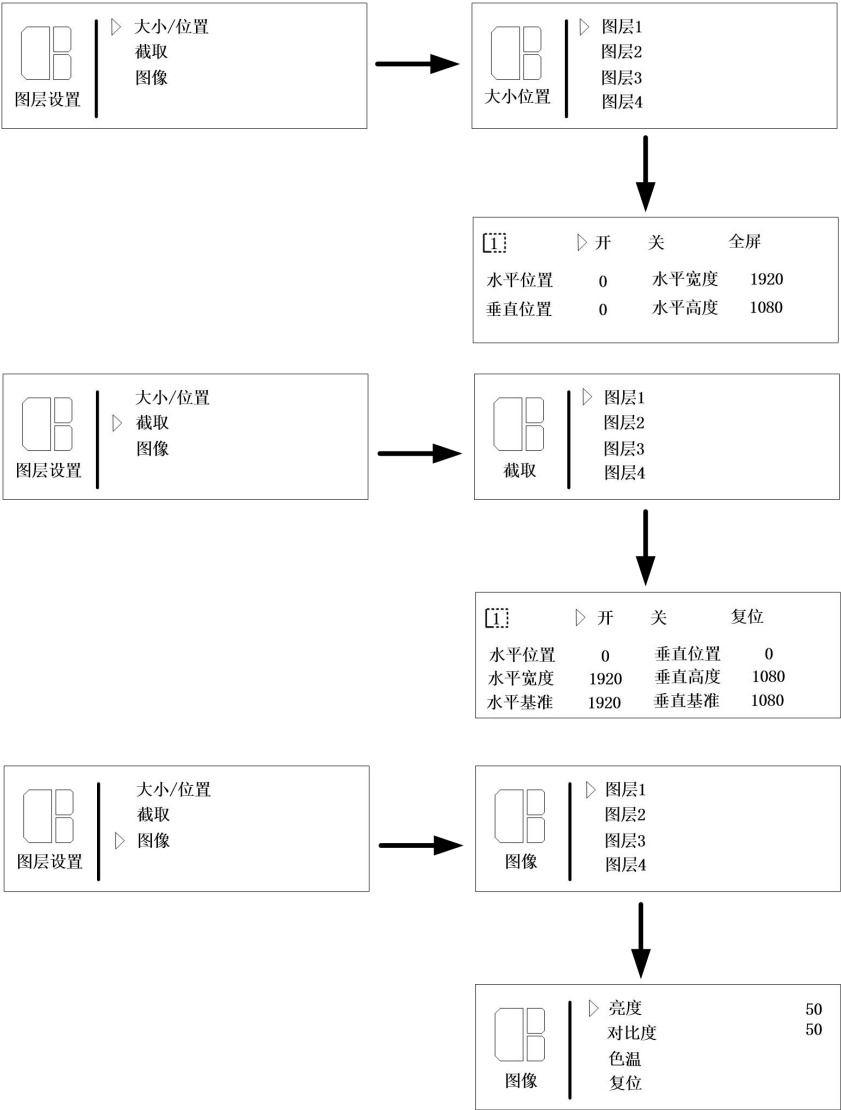 大小/位置
截取
图像
图层设置
图层1
图层2
图层3
图层4
大小位置
1 开 关 全屏
水平位置 0 水平宽度 1920
垂直位置 0 水平高度 1080
大小/位置
截取
图像
图层设置
图层1
图层2
图层3
图层4
截取
1 开 关 复位
水平位置 0 垂直位置 0
水平宽度 1920 垂直高度 1080
水平基准 1920 垂直基准 1080
大小/位置
截取
图像
图层设置
图层1
图层2
图层3
图层4
图像
亮度 50
对比度 50
色温
复位
图像